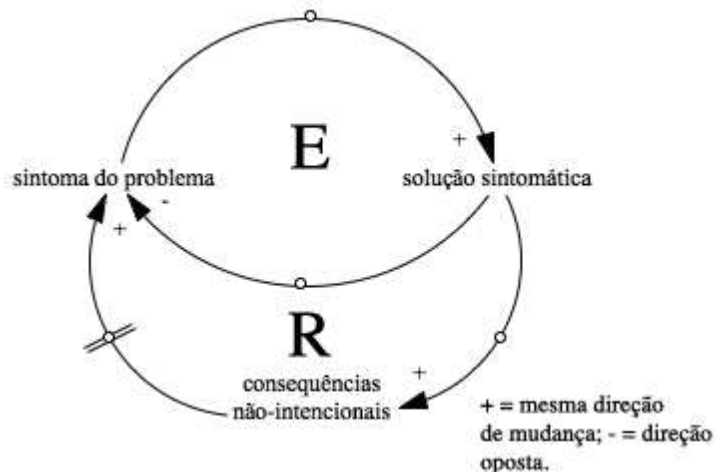 E
+
sintoma do problema
solução sintomática
-
+
R
consequências
não-intencionais
+
+ = mesma direção
de mudança; - = direção
oposta.